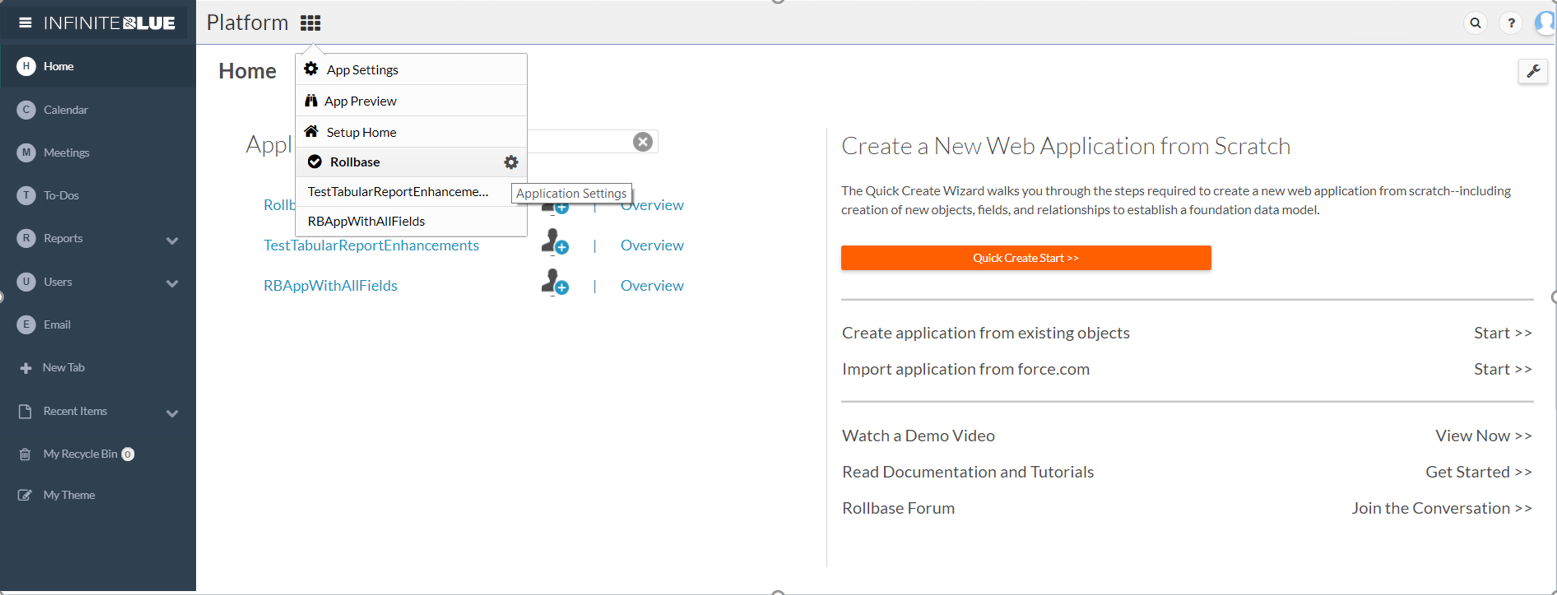 INFINITEBLUE
Platform
?
H Home
C Calendar
M Meetings
T To-Dos
R Reports
U Users
E Email
New Tab
Recent Items
My Recycle Bin 0
My Theme
Home
App Settings
App Preview
Setup Home
Rollbase
TestTabularReportEnhanceme...
RBAppWithAllFields
Application Settings
Appl
Rollb | Overview
TestTabularReportEnhancements | Overview
RBAppWithAllFields | Overview
Create a New Web Application from Scratch
The Quick Create Wizard walks you through the steps required to create a new web application from scratch--including
creation of new objects, fields, and relationships to establish a foundation data model.
Quick Create Start >>
Create application from existing objects Start >>
Import application from force.com Start >>
Watch a Demo Video View Now >>
Read Documentation and Tutorials Get Started >>
Rollbase Forum Join the Conversation >>